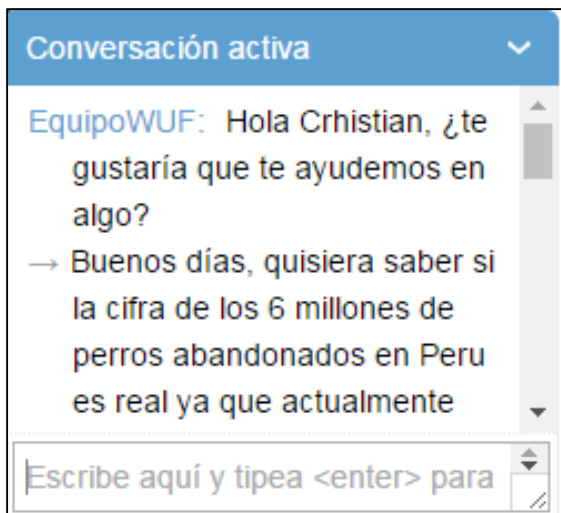 Conversación activa
EquipoWUF: Hola Crhistian, ¿te
gustaría que te ayudemos en
algo?
→ Buenos días, quisiera saber si
la cifra de los 6 millones de
perros abandonados en Peru
es real ya que actualmente
Escribe aquí y tipea <enter> para